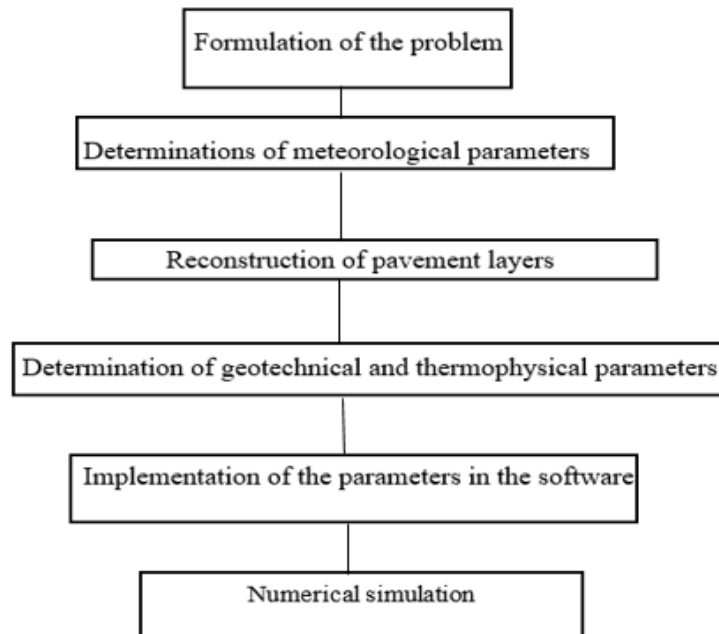 Formulation of the problem
Determinations of meteorological parameters
Reconstruction of pavement layers
Determination of geotechnical and thermophysical parameters
Implementation of the parameters in the software
Numerical simulation